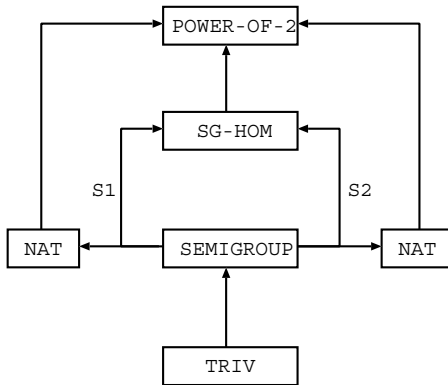 POWER-OF-2
SG-HOM
S1
S2
NAT
SEMIGROUP
NAT
TRIV